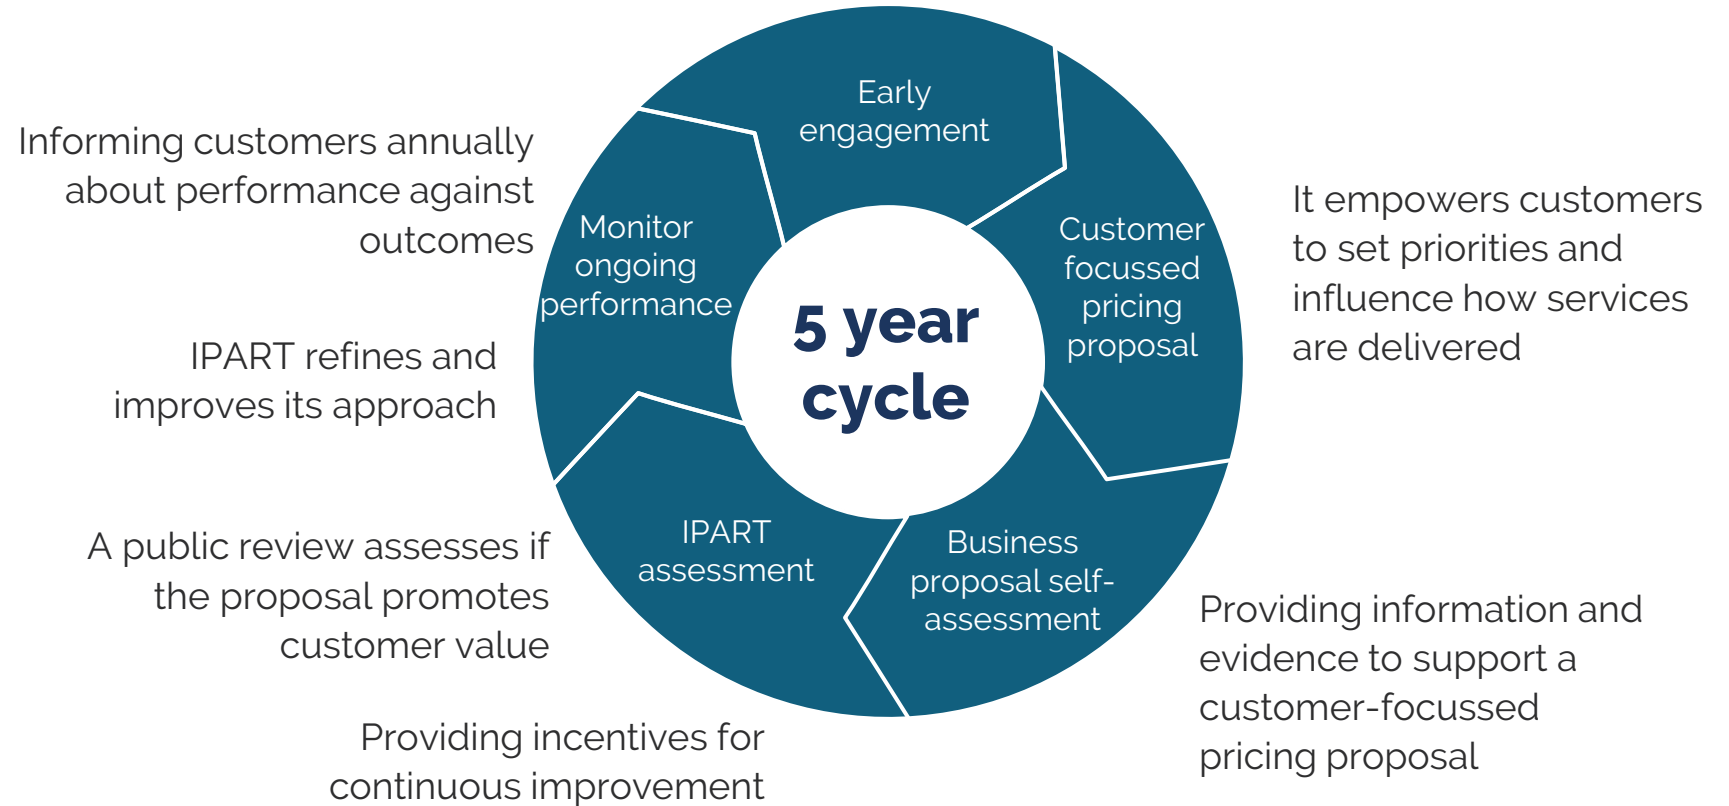 Early
engagement
Customer
focussed
pricing
proposal
Business
proposal self-
assessment
IPART
assessment
Monitor
ongoing
performance
5 year
cycle
It empowers customers
to set priorities and
influence how services
are delivered
Providing information and
evidence to support a
customer-focussed
pricing proposal
Providing incentives for
continuous improvement
A public review assesses if
the proposal promotes
customer value
IPART refines and
improves its approach
Informing customers annually
about performance against
outcomes